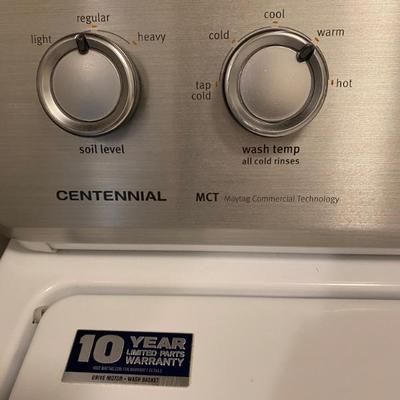 regular
light heavy
soil level
cool
cold warm
tap cold hot
wash temp
all cold rinses
CENTENNIAL
MCT Maytag Commercial Technology
10 YEAR
LIMITED PARTS
WARRANTY
DRIVE MOTOR • WASH BASKET